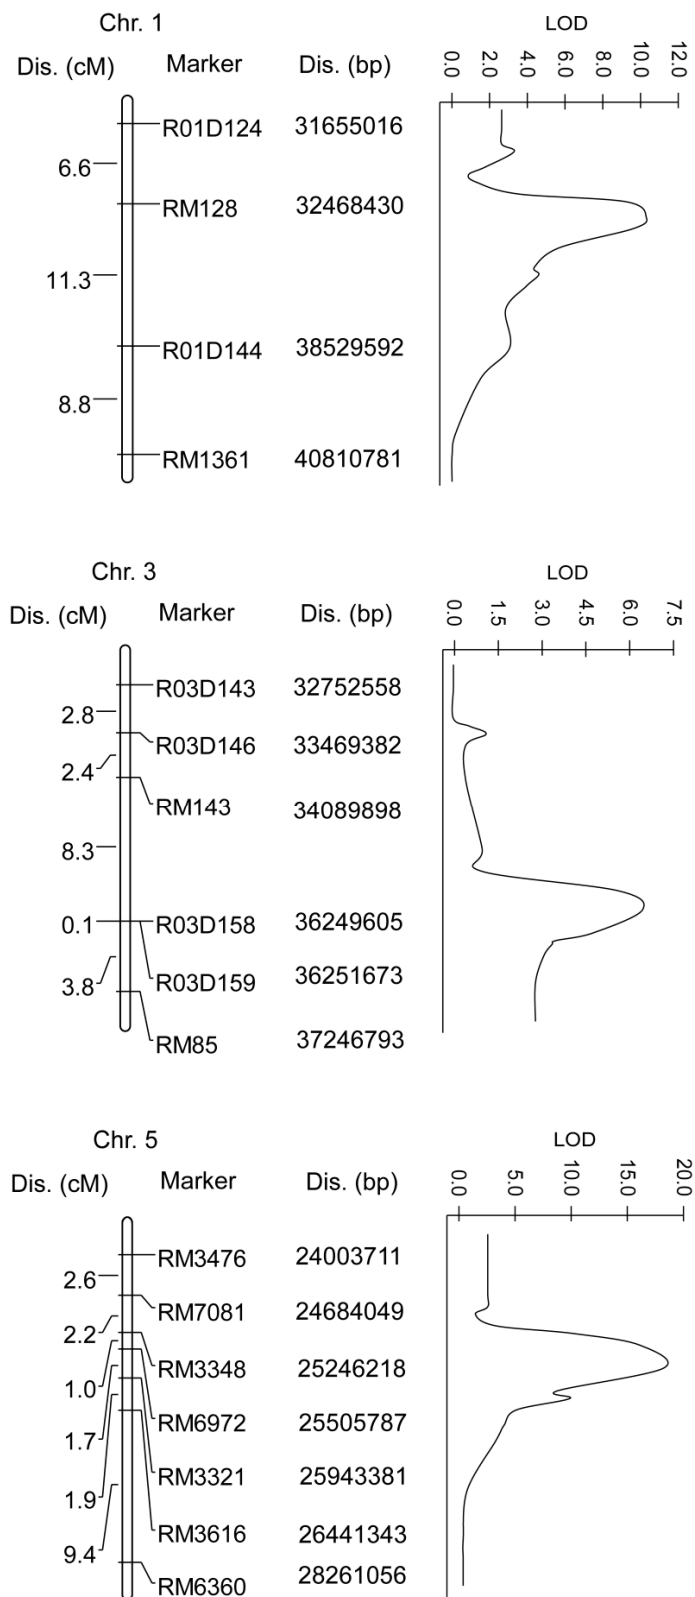 Chr. 1
LOD
Dis. (cM) Marker Dis. (bp)
0.0 2.0 4.0 6.0 8.0 10.0 12.0
R01D124 31655016
6.6
RM128 32468430
11.3
R01D144 38529592
8.8
RM1361 40810781
Chr. 3
LOD
Dis. (cM) Marker Dis. (bp)
0.0 1.5 3.0 4.5 6.0 7.5
R03D143 32752558
2.8
R03D146 33469382
2.4
RM143 34089898
8.3
0.1 R03D158 36249605
3.8 R03D159 36251673
RM85 37246793
Chr. 5
LOD
Dis. (cM) Marker Dis. (bp)
0.0 5.0 10.0 15.0 20.0
RM3476 24003711
2.6
RM7081 24684049
2.2
RM3348 25246218
1.0
RM6972 25505787
1.7
RM3321 25943381
1.9
RM3616 26441343
9.4
RM6360 28261056